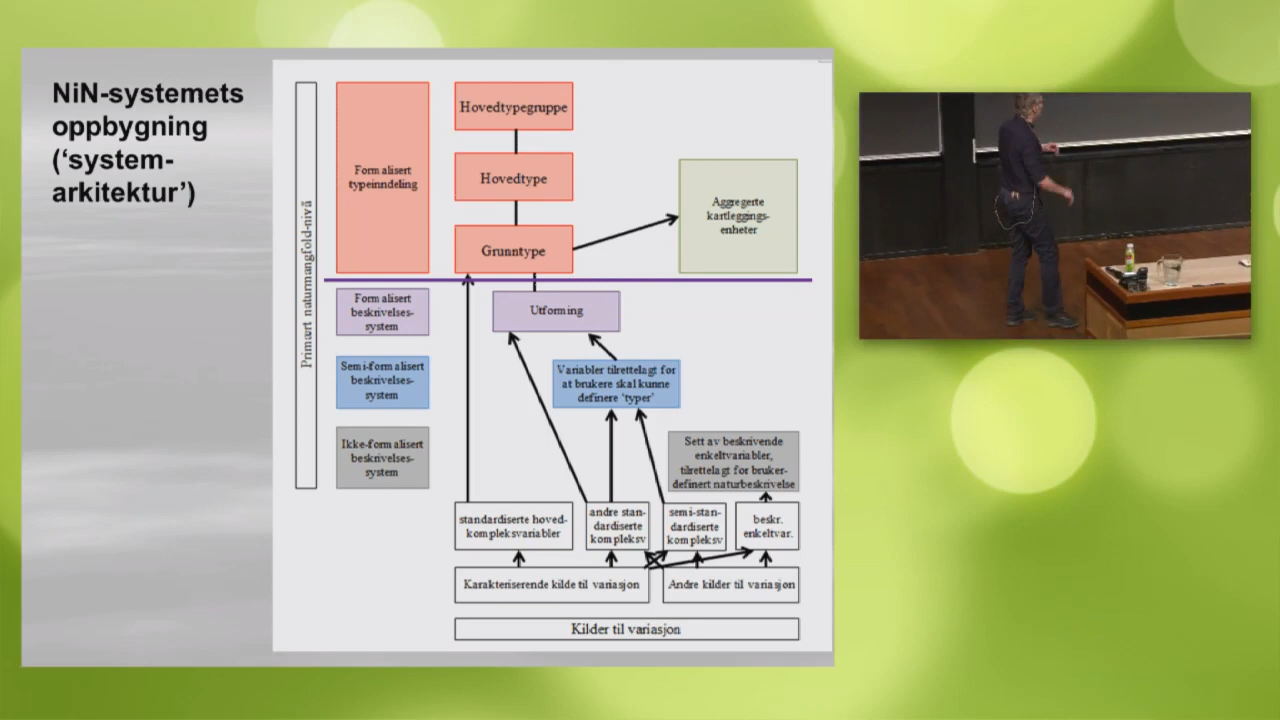 NiN-systemets
oppbygning
(‘system-
arkitektur’)
Primært naturmangfold-nivå
Formalisert
typeinndeling
Hovedtypegruppe
Hovedtype
Grunntype
Aggregerte
kartleggings-
enheter
Formalisert
beskrivelses-
system
Utforming
Semi-formalisert
beskrivelses-
system
Variabler tilrettelagt for
at brukere skal kunne
definere ‘typer’
Ikke-formalisert
beskrivelses-
system
Sett av beskrivende
enkeltvariabler,
tilrettelagt for bruker-
definert naturbeskrivelse
standardiserte hoved-
kompleksvariabler
andre stan-
dardiserte
kompleksv
semi-stan-
dardiserte
kompleksv
beskr.
enkeltvar.
Karakteriserende kilde til variasjon
Andre kilder til variasjon
Kilder til variasjon